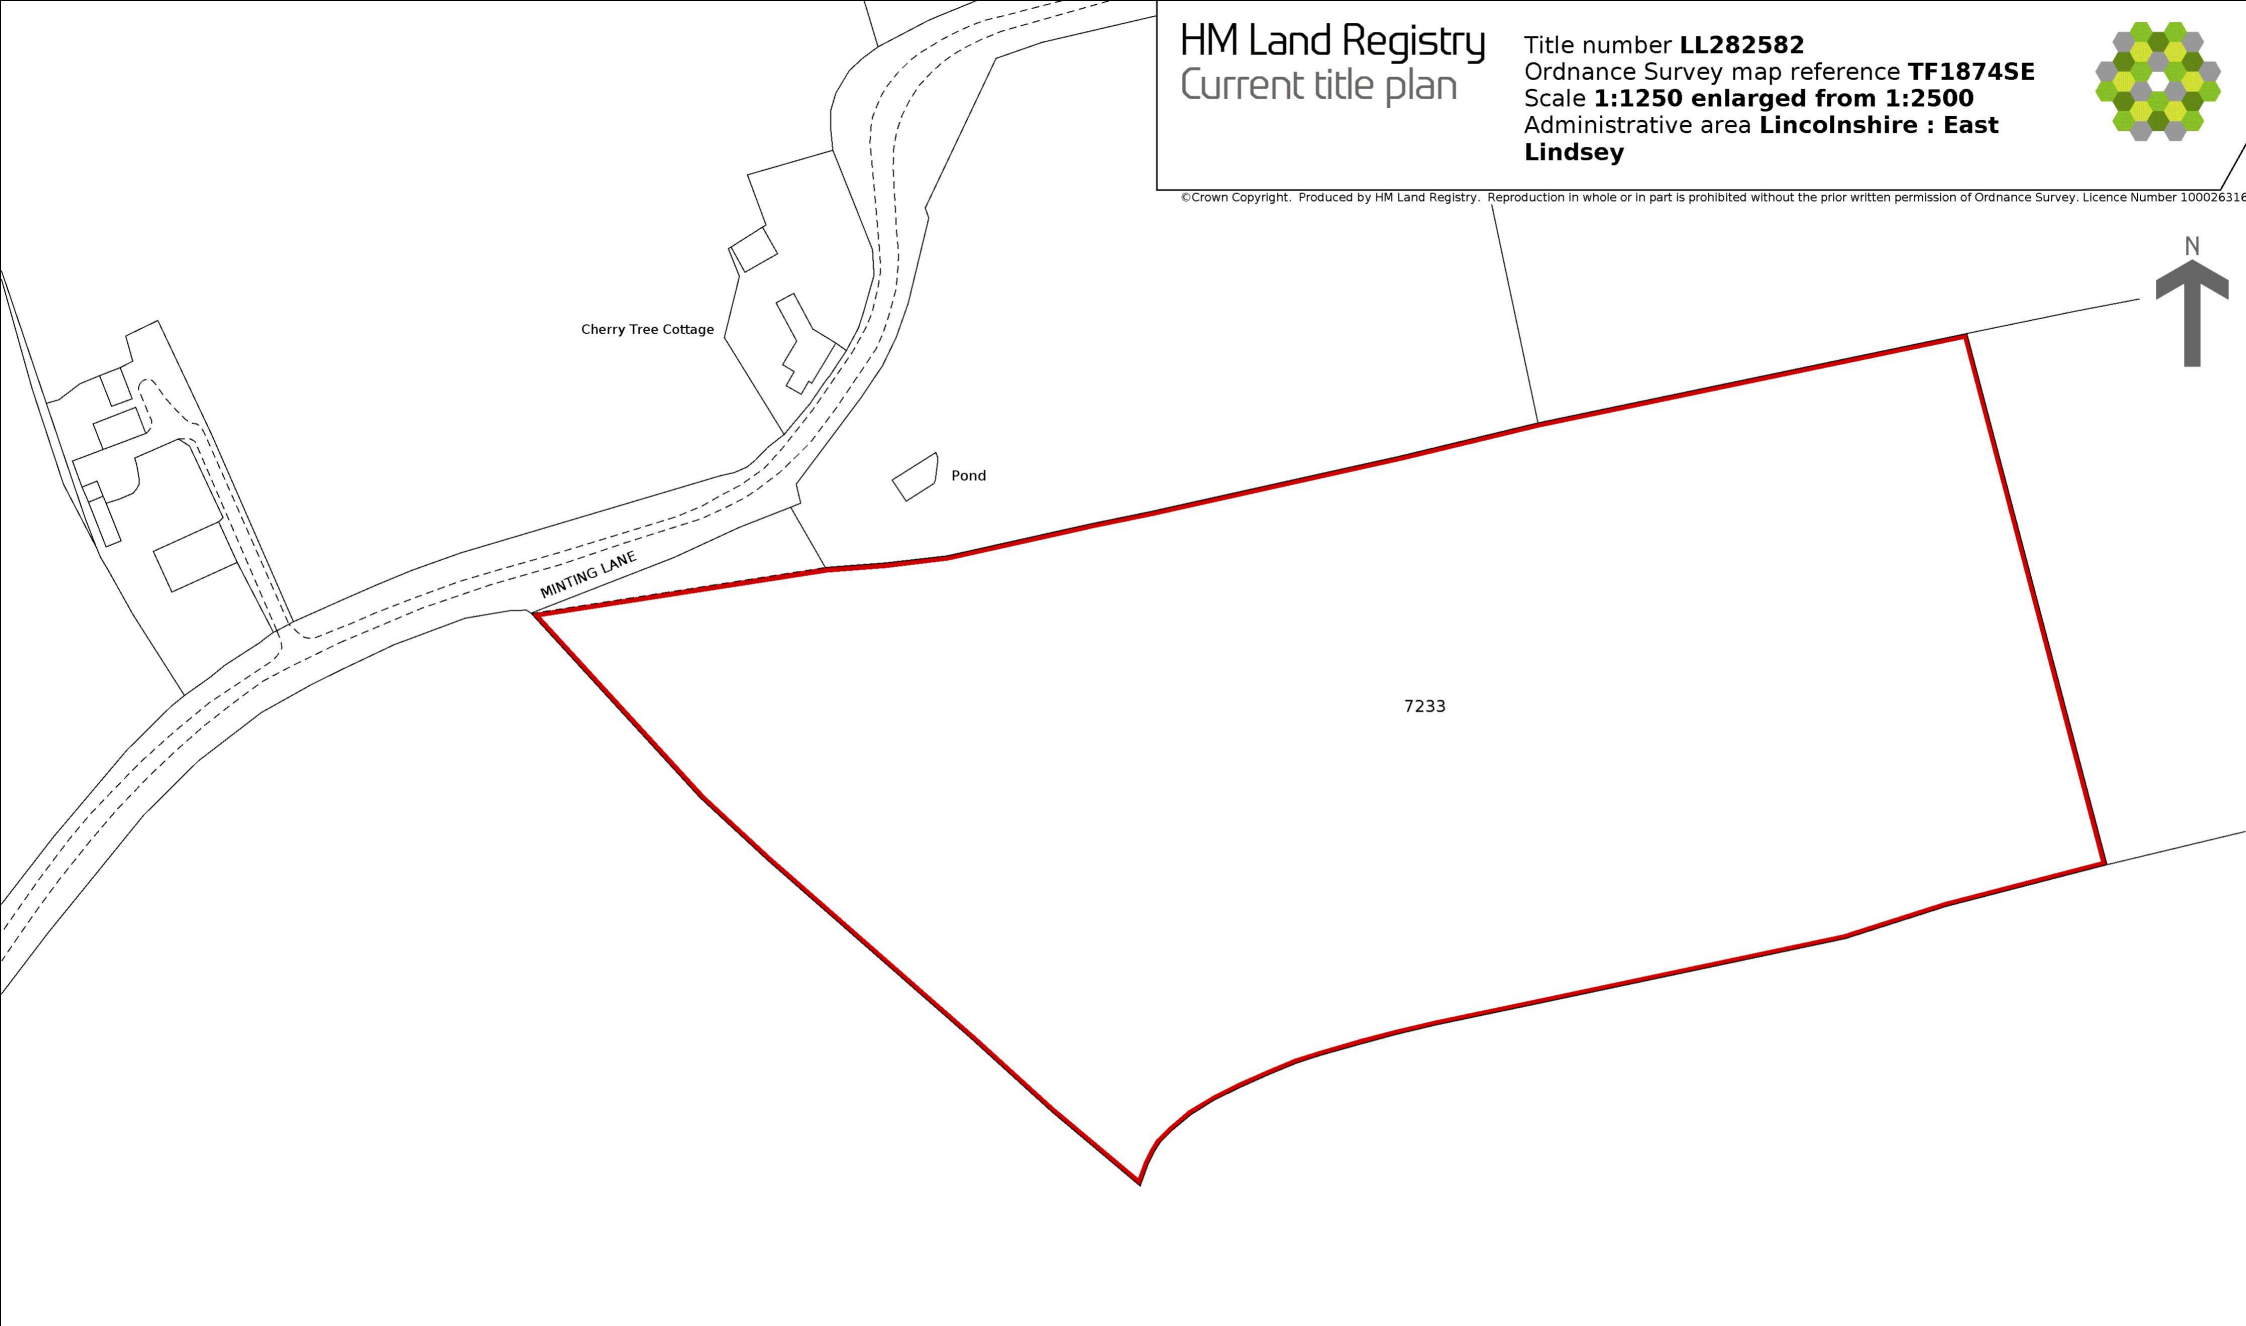 HM Land Registry
Current title plan
Title number LL282582
Ordnance Survey map reference TF1874SE
Scale 1:1250 enlarged from 1:2500
Administrative area Lincolnshire : East
Lindsey
©Crown Copyright. Produced by HM Land Registry. Reproduction in whole or in part is prohibited without the prior written permission of Ordnance Survey. Licence Number 100026316
N
Cherry Tree Cottage
Pond
MINTING LANE
7233